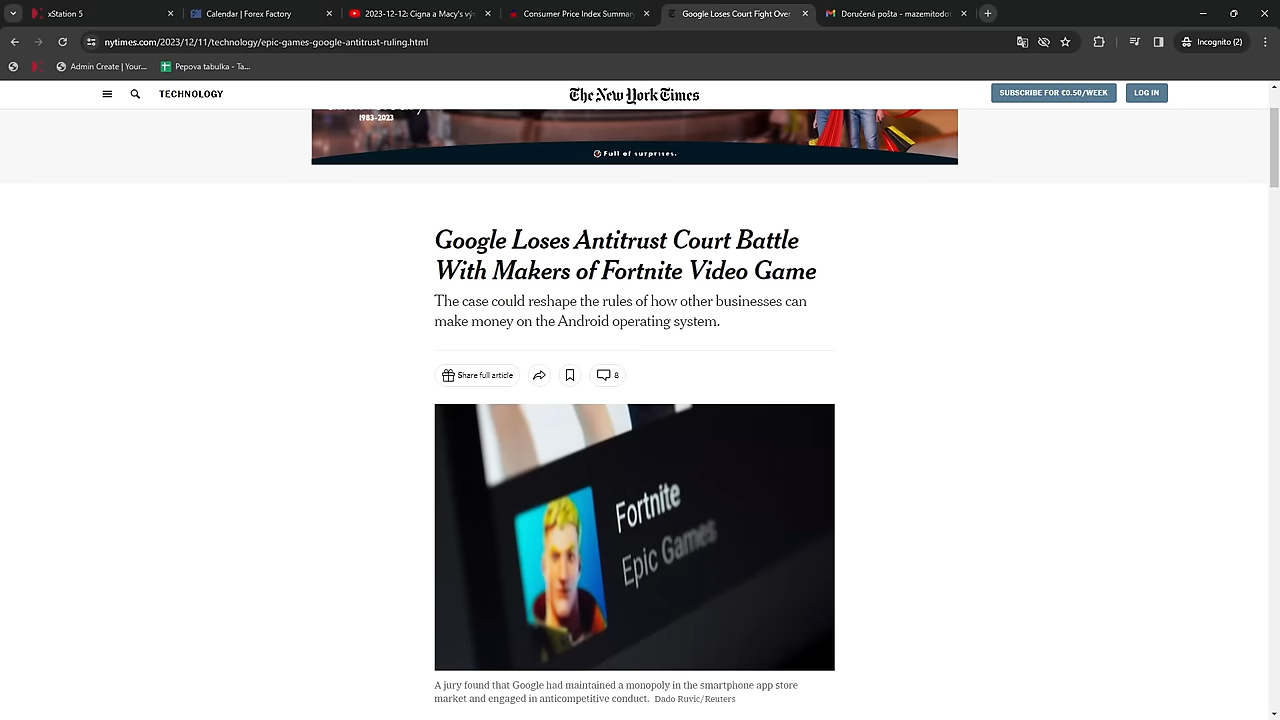 xStation 5
Calendar | Forex Factory
2023-12-12: Cigna a Macy's vý
Consumer Price Index Summar
Google Loses Court Fight Over
Doručená pošta - mazemitodo
nytimes.com/2023/12/11/technology/epic-games-google-antitrust-ruling.html
Incognito (2)
Admin Create | Your...
Pepova tabulka - Ta...
TECHNOLOGY
The New York Times
SUBSCRIBE FOR €0.50/WEEK
LOG IN
1983-2023
Full of surprises.
Google Loses Antitrust Court Battle
With Makers of Fortnite Video Game
The case could reshape the rules of how other businesses can
make money on the Android operating system.
Share full article
8
Fortnite
Epic Games
A jury found that Google had maintained a monopoly in the smartphone app store
market and engaged in anticompetitive conduct. Dado Ruvic/Reuters